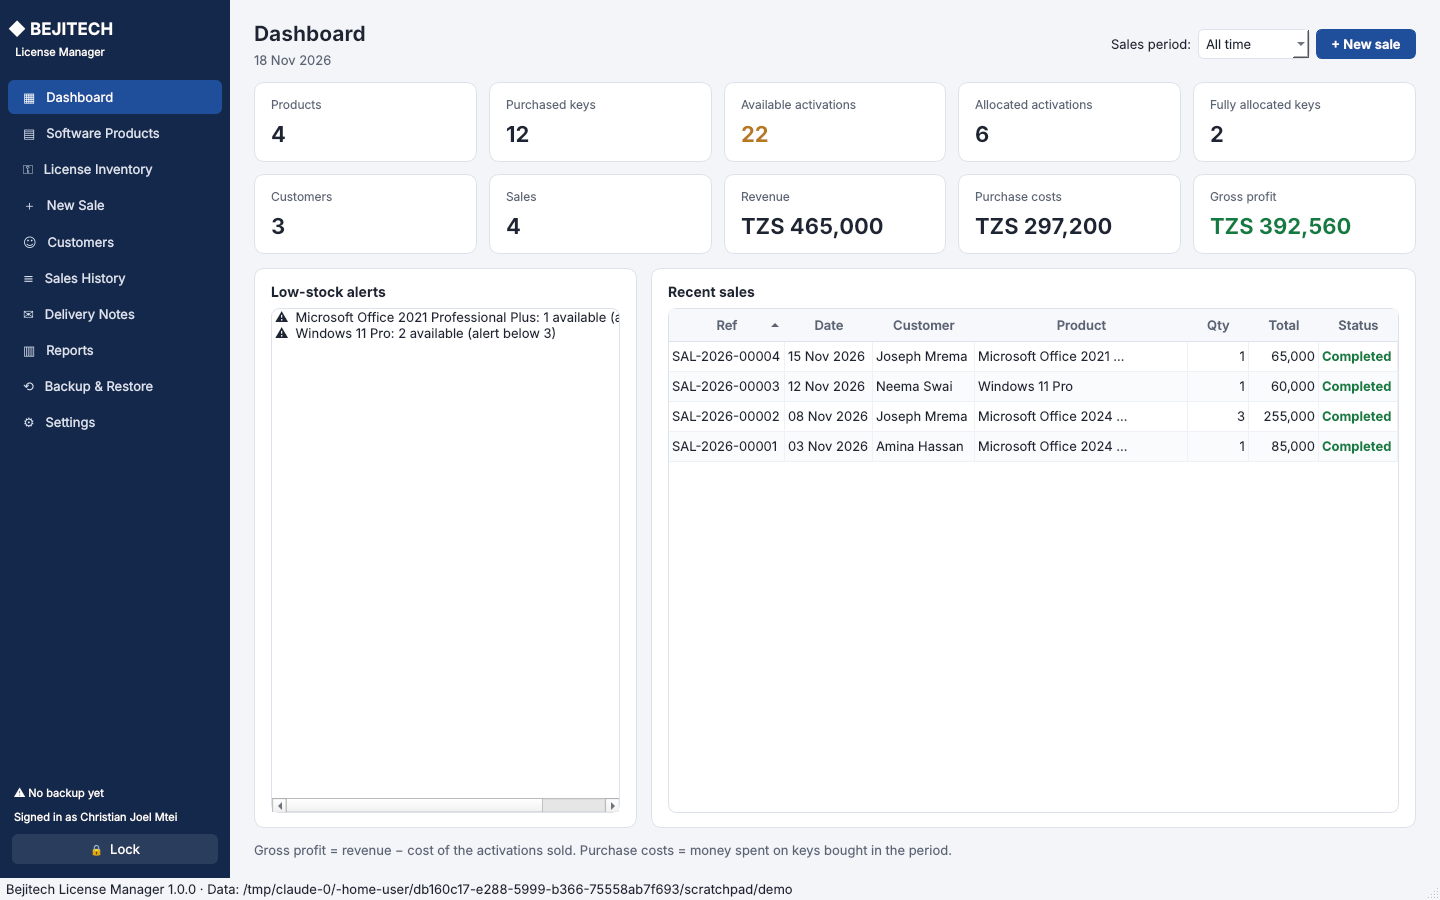 ◆ BEJITECH
License Manager
Dashboard
Software Products
License Inventory
+ New Sale
Customers
Sales History
Delivery Notes
Reports
Backup & Restore
Settings
⚠ No backup yet
Signed in as Christian Joel Mtei
Lock
Dashboard
18 Nov 2026
Sales period: All time
+ New sale
Products
4
Purchased keys
12
Available activations
22
Allocated activations
6
Fully allocated keys
2
Customers
3
Sales
4
Revenue
TZS 465,000
Purchase costs
TZS 297,200
Gross profit
TZS 392,560
Low-stock alerts
⚠ Microsoft Office 2021 Professional Plus: 1 available (a
⚠ Windows 11 Pro: 2 available (alert below 3)
Recent sales
Ref Date Customer Product Qty Total Status
SAL-2026-00004 15 Nov 2026 Joseph Mrema Microsoft Office 2021 ... 1 65,000 Completed
SAL-2026-00003 12 Nov 2026 Neema Swai Windows 11 Pro 1 60,000 Completed
SAL-2026-00002 08 Nov 2026 Joseph Mrema Microsoft Office 2024 ... 3 255,000 Completed
SAL-2026-00001 03 Nov 2026 Amina Hassan Microsoft Office 2024 ... 1 85,000 Completed
Gross profit = revenue − cost of the activations sold. Purchase costs = money spent on keys bought in the period.
Bejitech License Manager 1.0.0 · Data: /tmp/claude-0/-home-user/db160c17-e288-5999-b366-75558ab7f693/scratchpad/demo